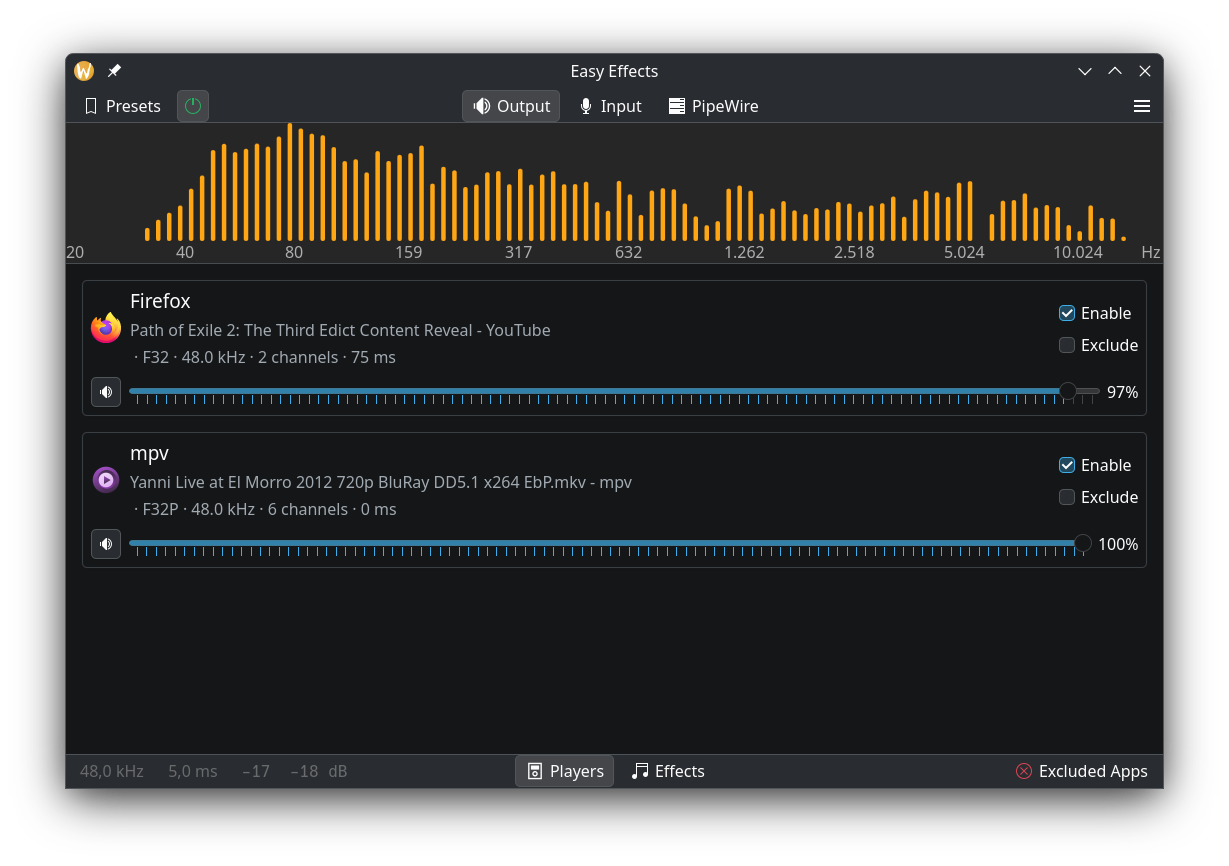 Easy Effects
Presets Output Input PipeWire
20 40 80 159 317 632 1.262 2.518 5.024 10.024 Hz
Firefox
Path of Exile 2: The Third Edict Content Reveal - YouTube
· F32 · 48.0 kHz · 2 channels · 75 ms
Enable
Exclude
97%
mpv
Yanni Live at El Morro 2012 720p BluRay DD5.1 x264 EbP.mkv - mpv
· F32P · 48.0 kHz · 6 channels · 0 ms
Enable
Exclude
100%
48,0 kHz 5,0 ms -17 -18 dB Players Effects Excluded Apps